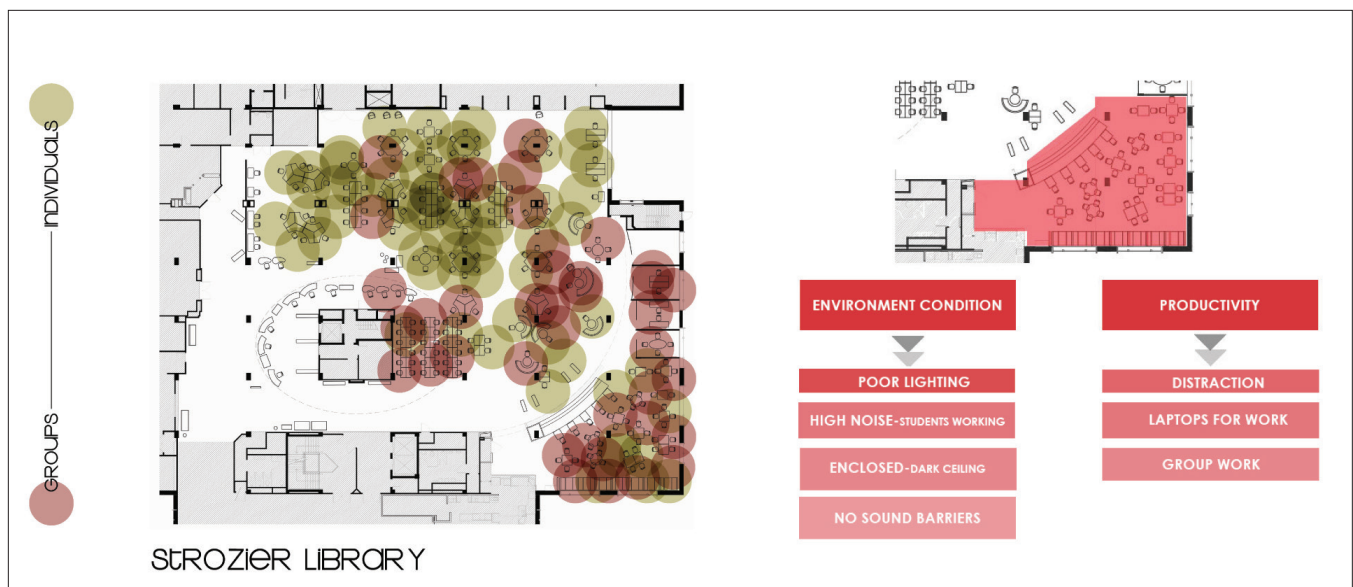 INDIVIDUALS
GROUPS
STROZIER LIBRARY
ENVIRONMENT CONDITION
POOR LIGHTING
HIGH NOISE-STUDENTS WORKING
ENCLOSED-DARK CEILING
NO SOUND BARRIERS
PRODUCTIVITY
DISTRACTION
LAPTOPS FOR WORK
GROUP WORK